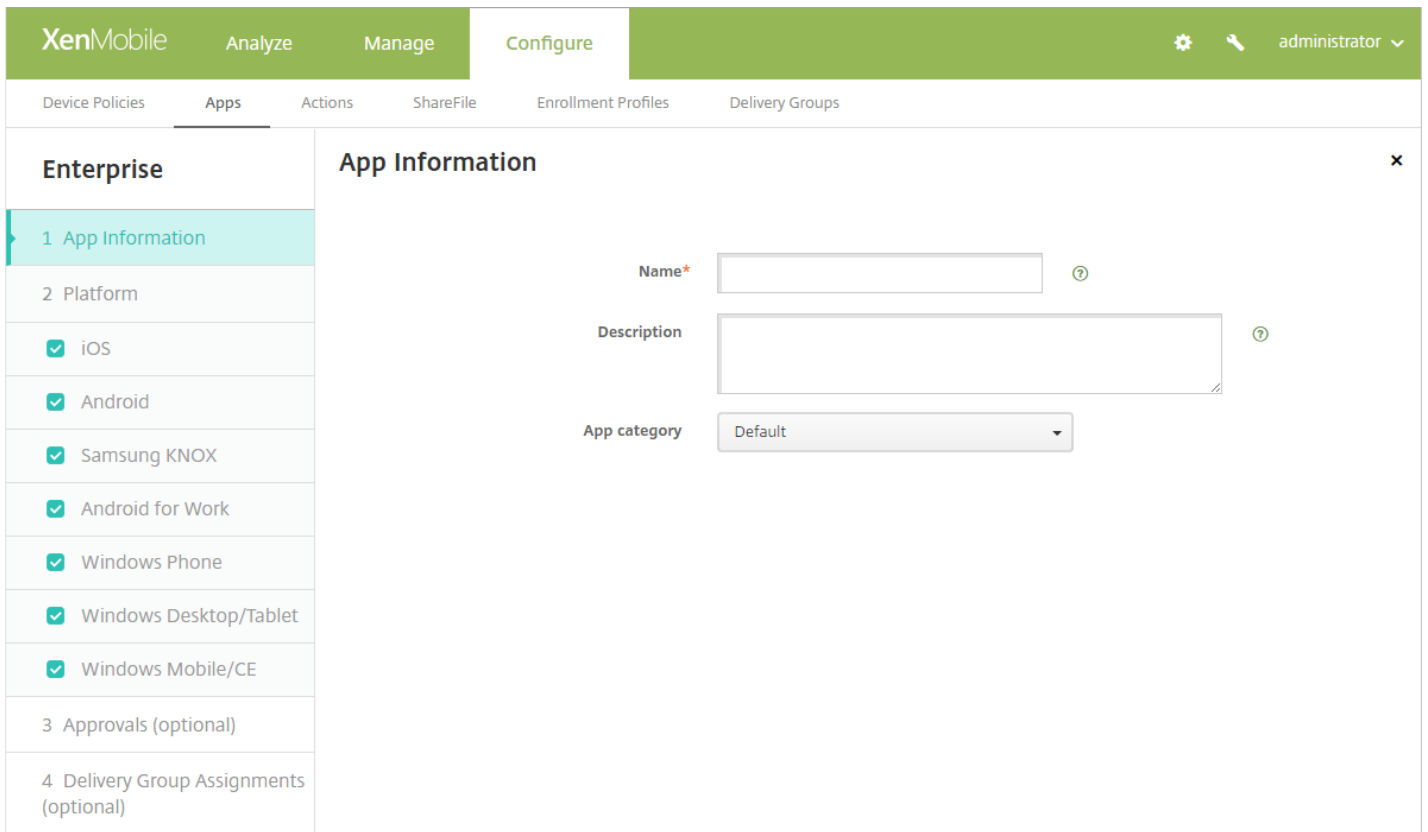 XenMobile Analyze Manage Configure administrator
Device Policies Apps Actions ShareFile Enrollment Profiles Delivery Groups
Enterprise
1 App Information
2 Platform
iOS
Android
Samsung KNOX
Android for Work
Windows Phone
Windows Desktop/Tablet
Windows Mobile/CE
3 Approvals (optional)
4 Delivery Group Assignments
(optional)
App Information
Name*
Description
App category Default